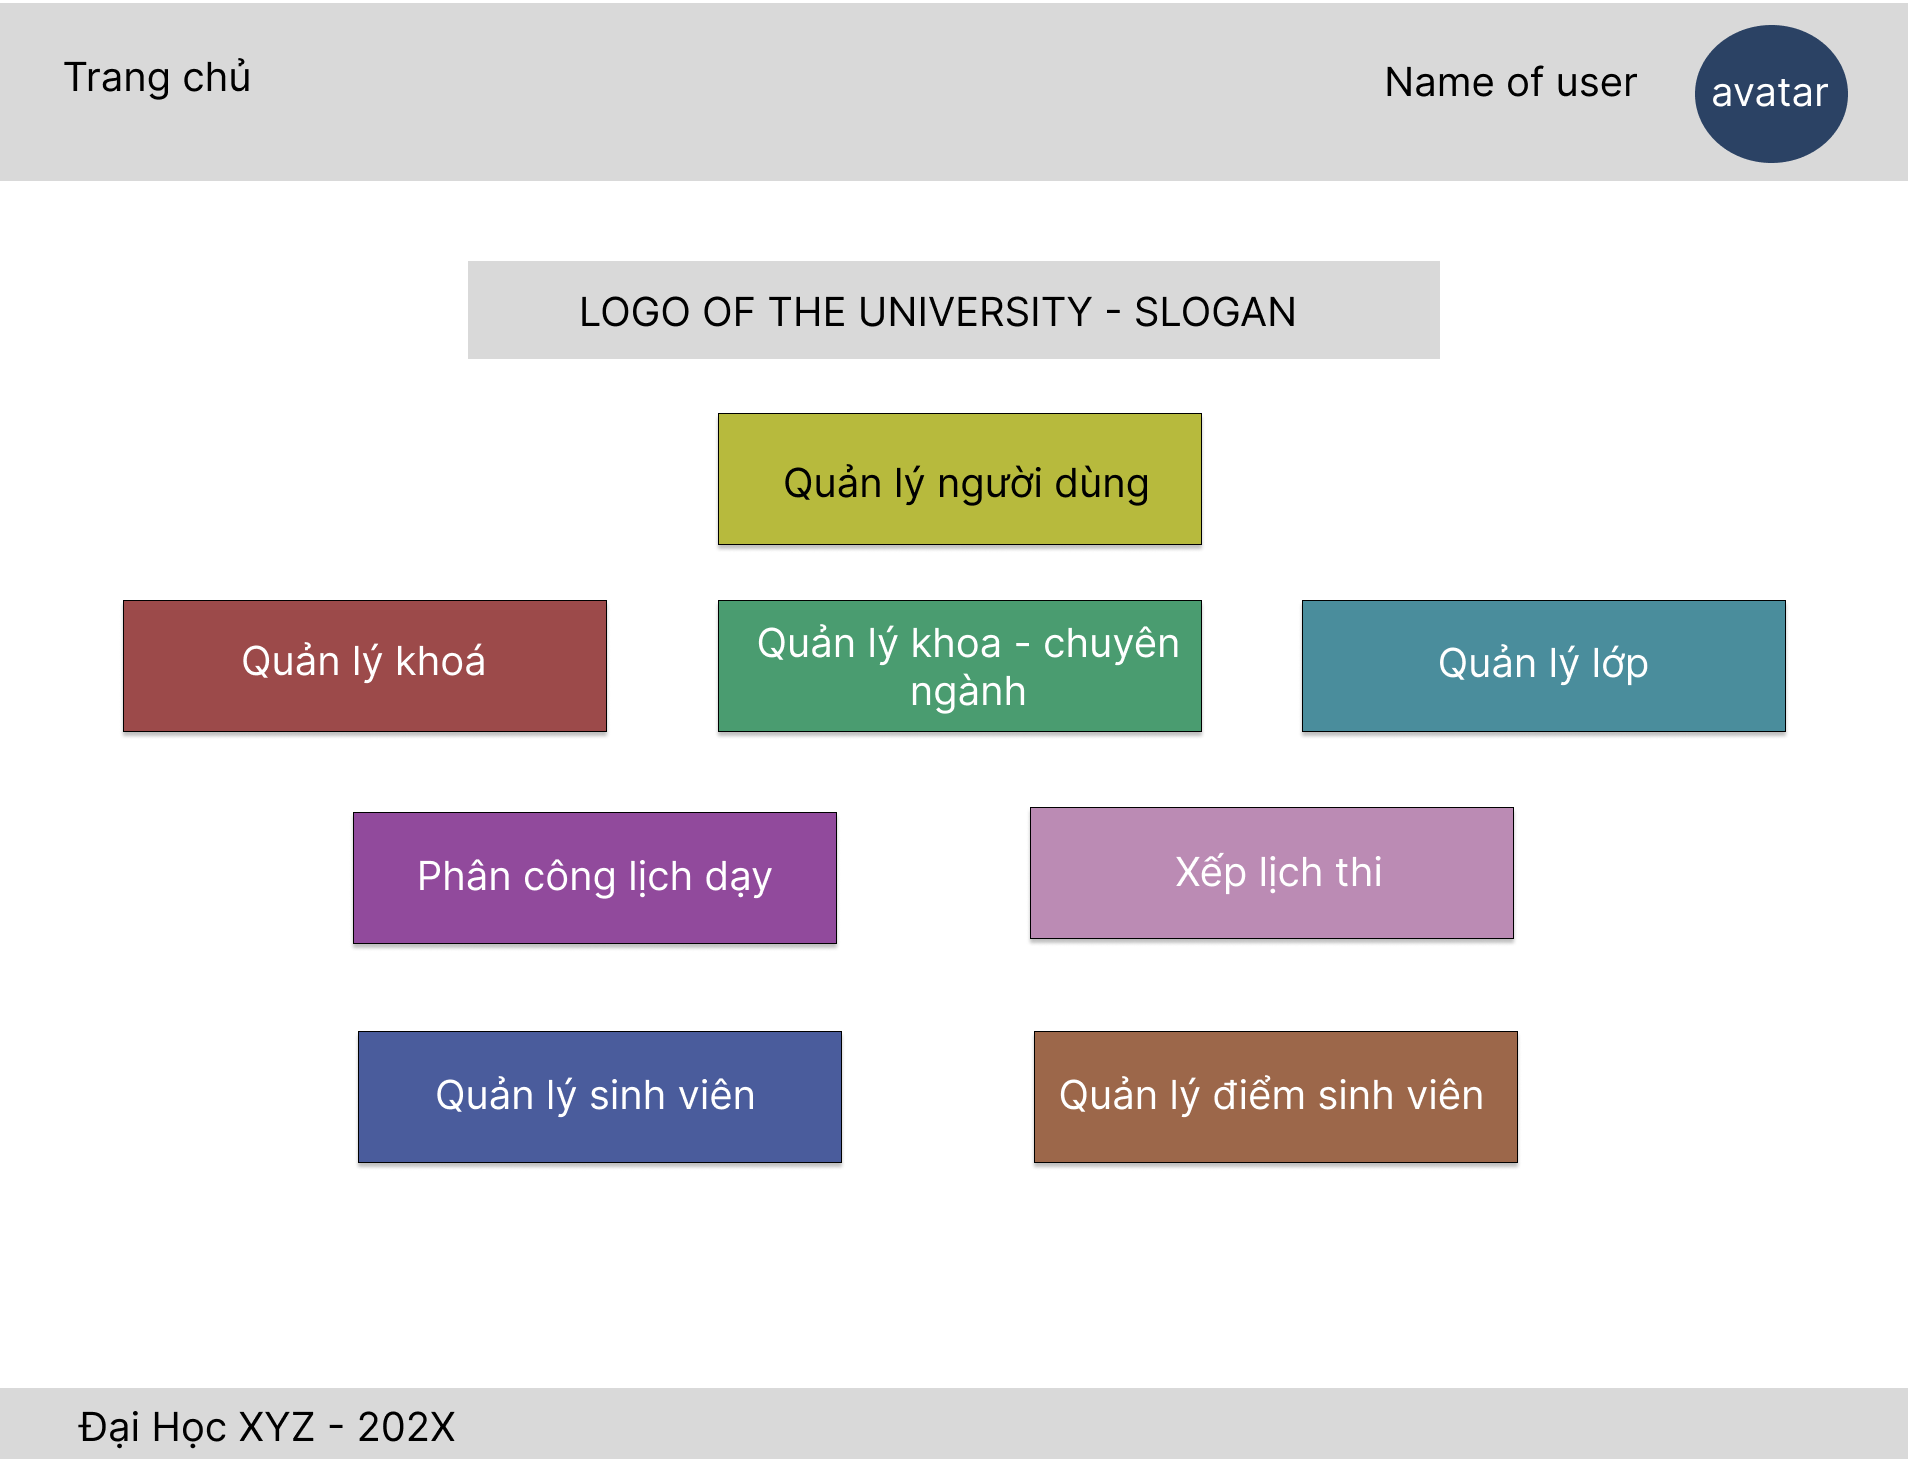 Trang chủ
Name of user
avatar
LOGO OF THE UNIVERSITY - SLOGAN
Quản lý người dùng
Quản lý khoá
Quản lý khoa - chuyên
ngành
Quản lý lớp
Phân công lịch dạy
Xếp lịch thi
Quản lý sinh viên
Quản lý điểm sinh viên
Đại Học XYZ - 202X